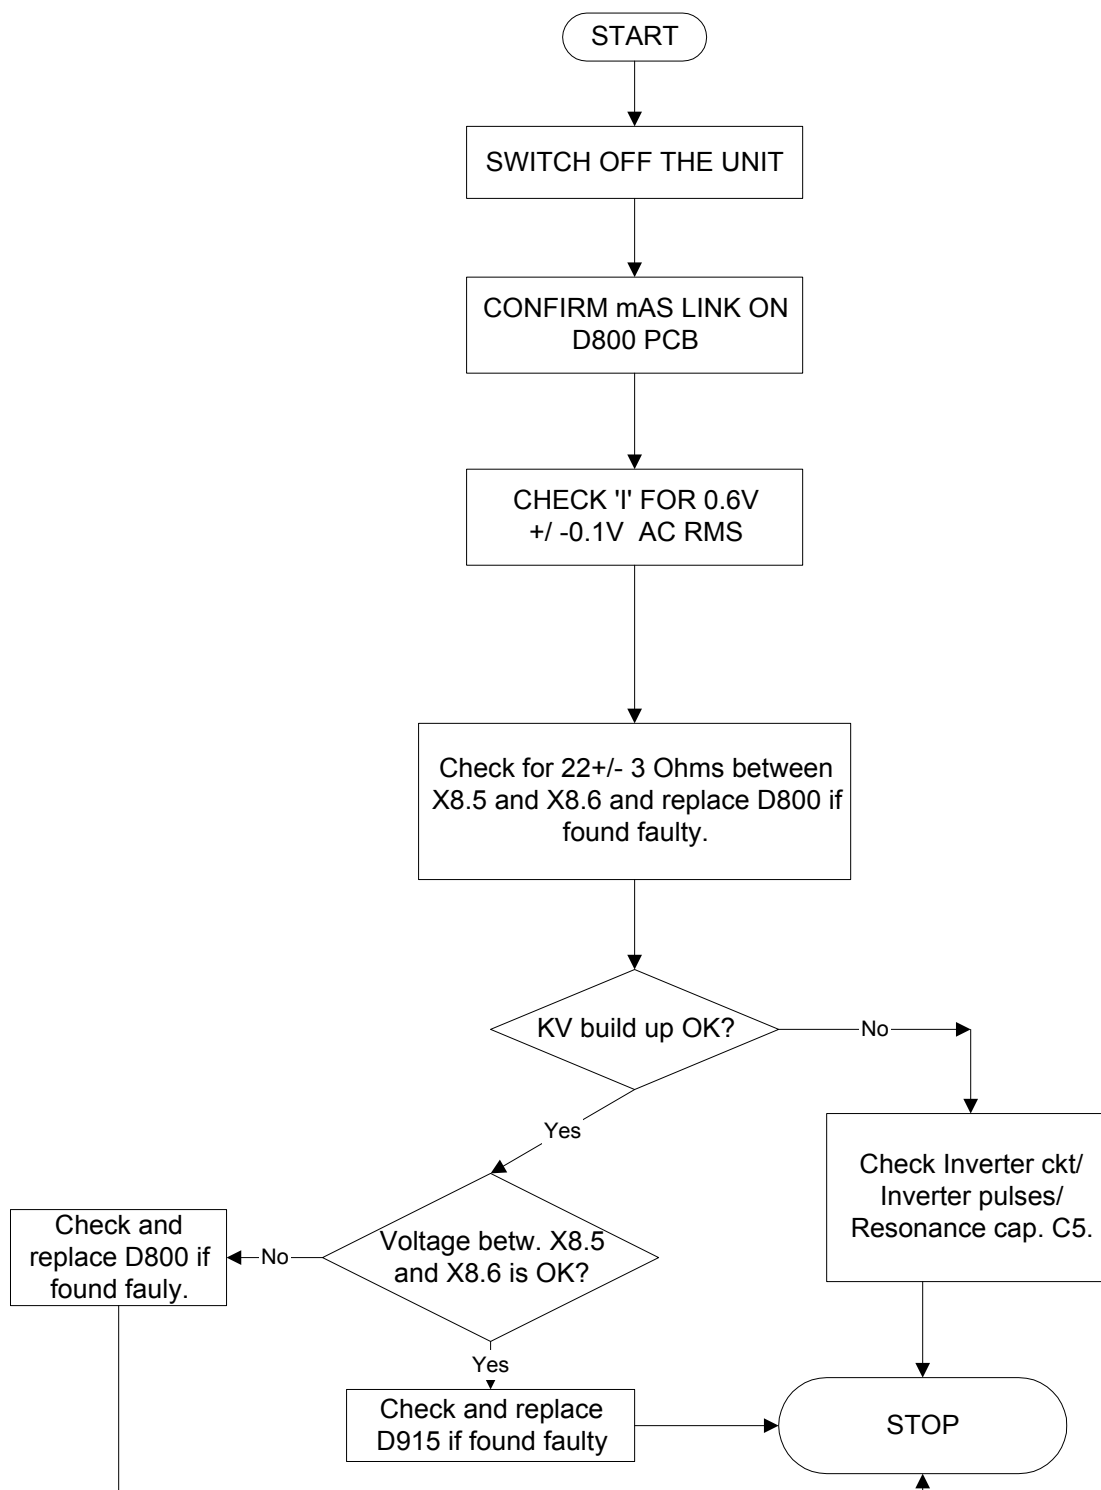 START
SWITCH OFF THE UNIT
CONFIRM mAS LINK ON
D800 PCB
CHECK 'I' FOR 0.6V
+/ -0.1V  AC RMS
Check for 22+/- 3 Ohms between
X8.5 and X8.6 and replace D800 if
found faulty.
KV build up OK?
No
Yes
Check Inverter ckt/
Inverter pulses/
Resonance cap. C5.
Voltage betw. X8.5
and X8.6 is OK?
No
Check and
replace D800 if
found fauly.
Yes
Check and replace
D915 if found faulty
STOP